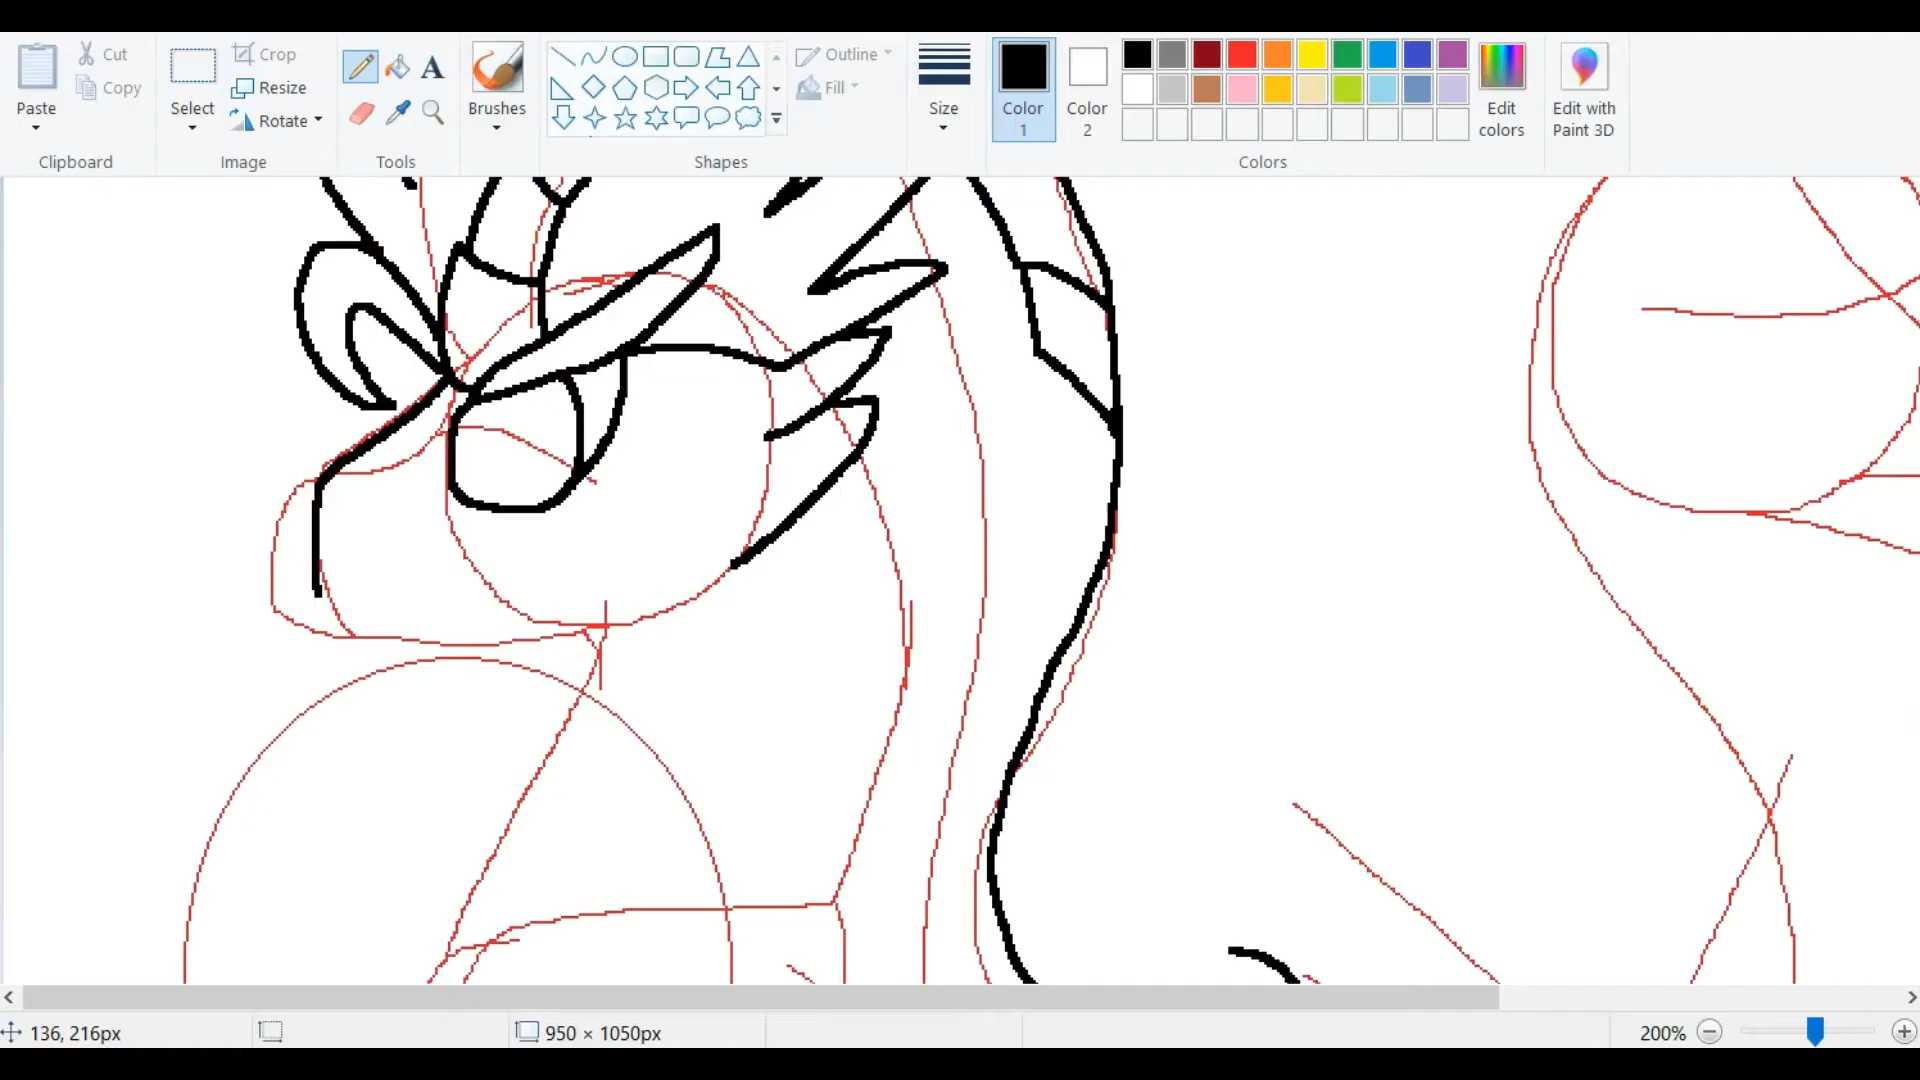 Paste
Cut
Copy
Clipboard
Select
Crop
Resize
Rotate
Image
A
Tools
Brushes
Shapes
Outline
Fill
Size
Color
1
Color
2
Colors
Edit
colors
Edit with
Paint 3D
136, 216px
950 × 1050px
200%